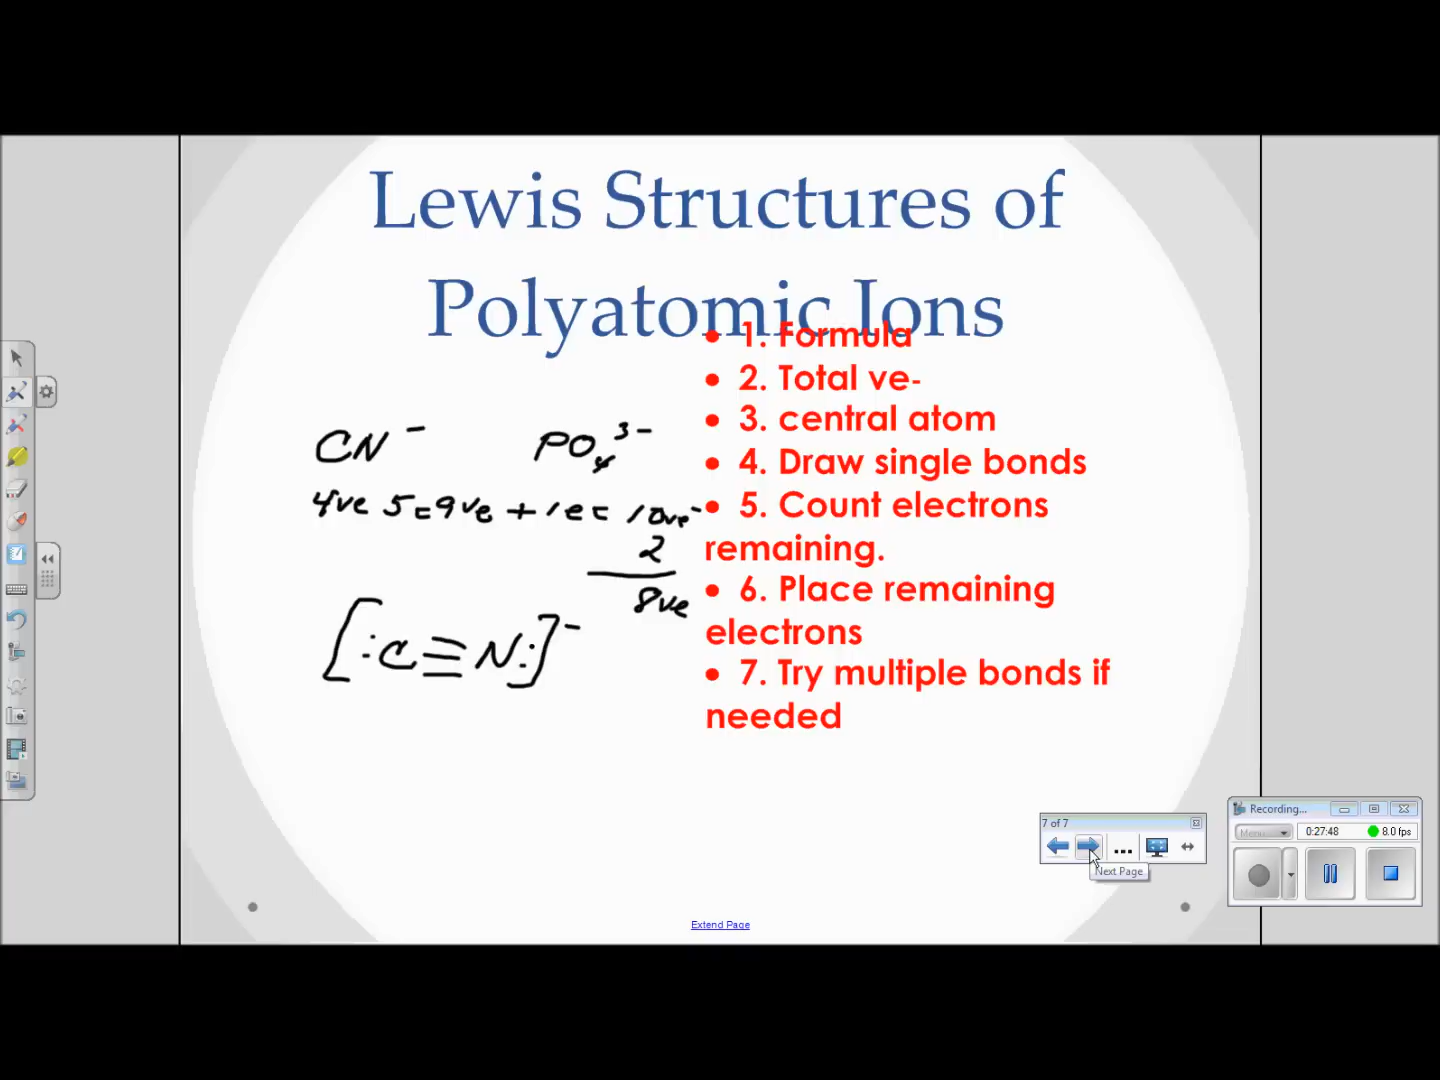 Lewis Structures of
Polyatomic Ions
• 1. Formula
• 2. Total ve-
• 3. central atom
• 4. Draw single bonds
• 5. Count electrons
remaining.
• 6. Place remaining
electrons
• 7. Try multiple bonds if
needed
CN⁻ PO₄³⁻
4ve 5=9ve + 1e= 10ve⁻
2
8ve
[:C≡N:]⁻
7 of 7
...
Next Page
Recording...
Menu
0:27:48
8.0 fps
Extend Page